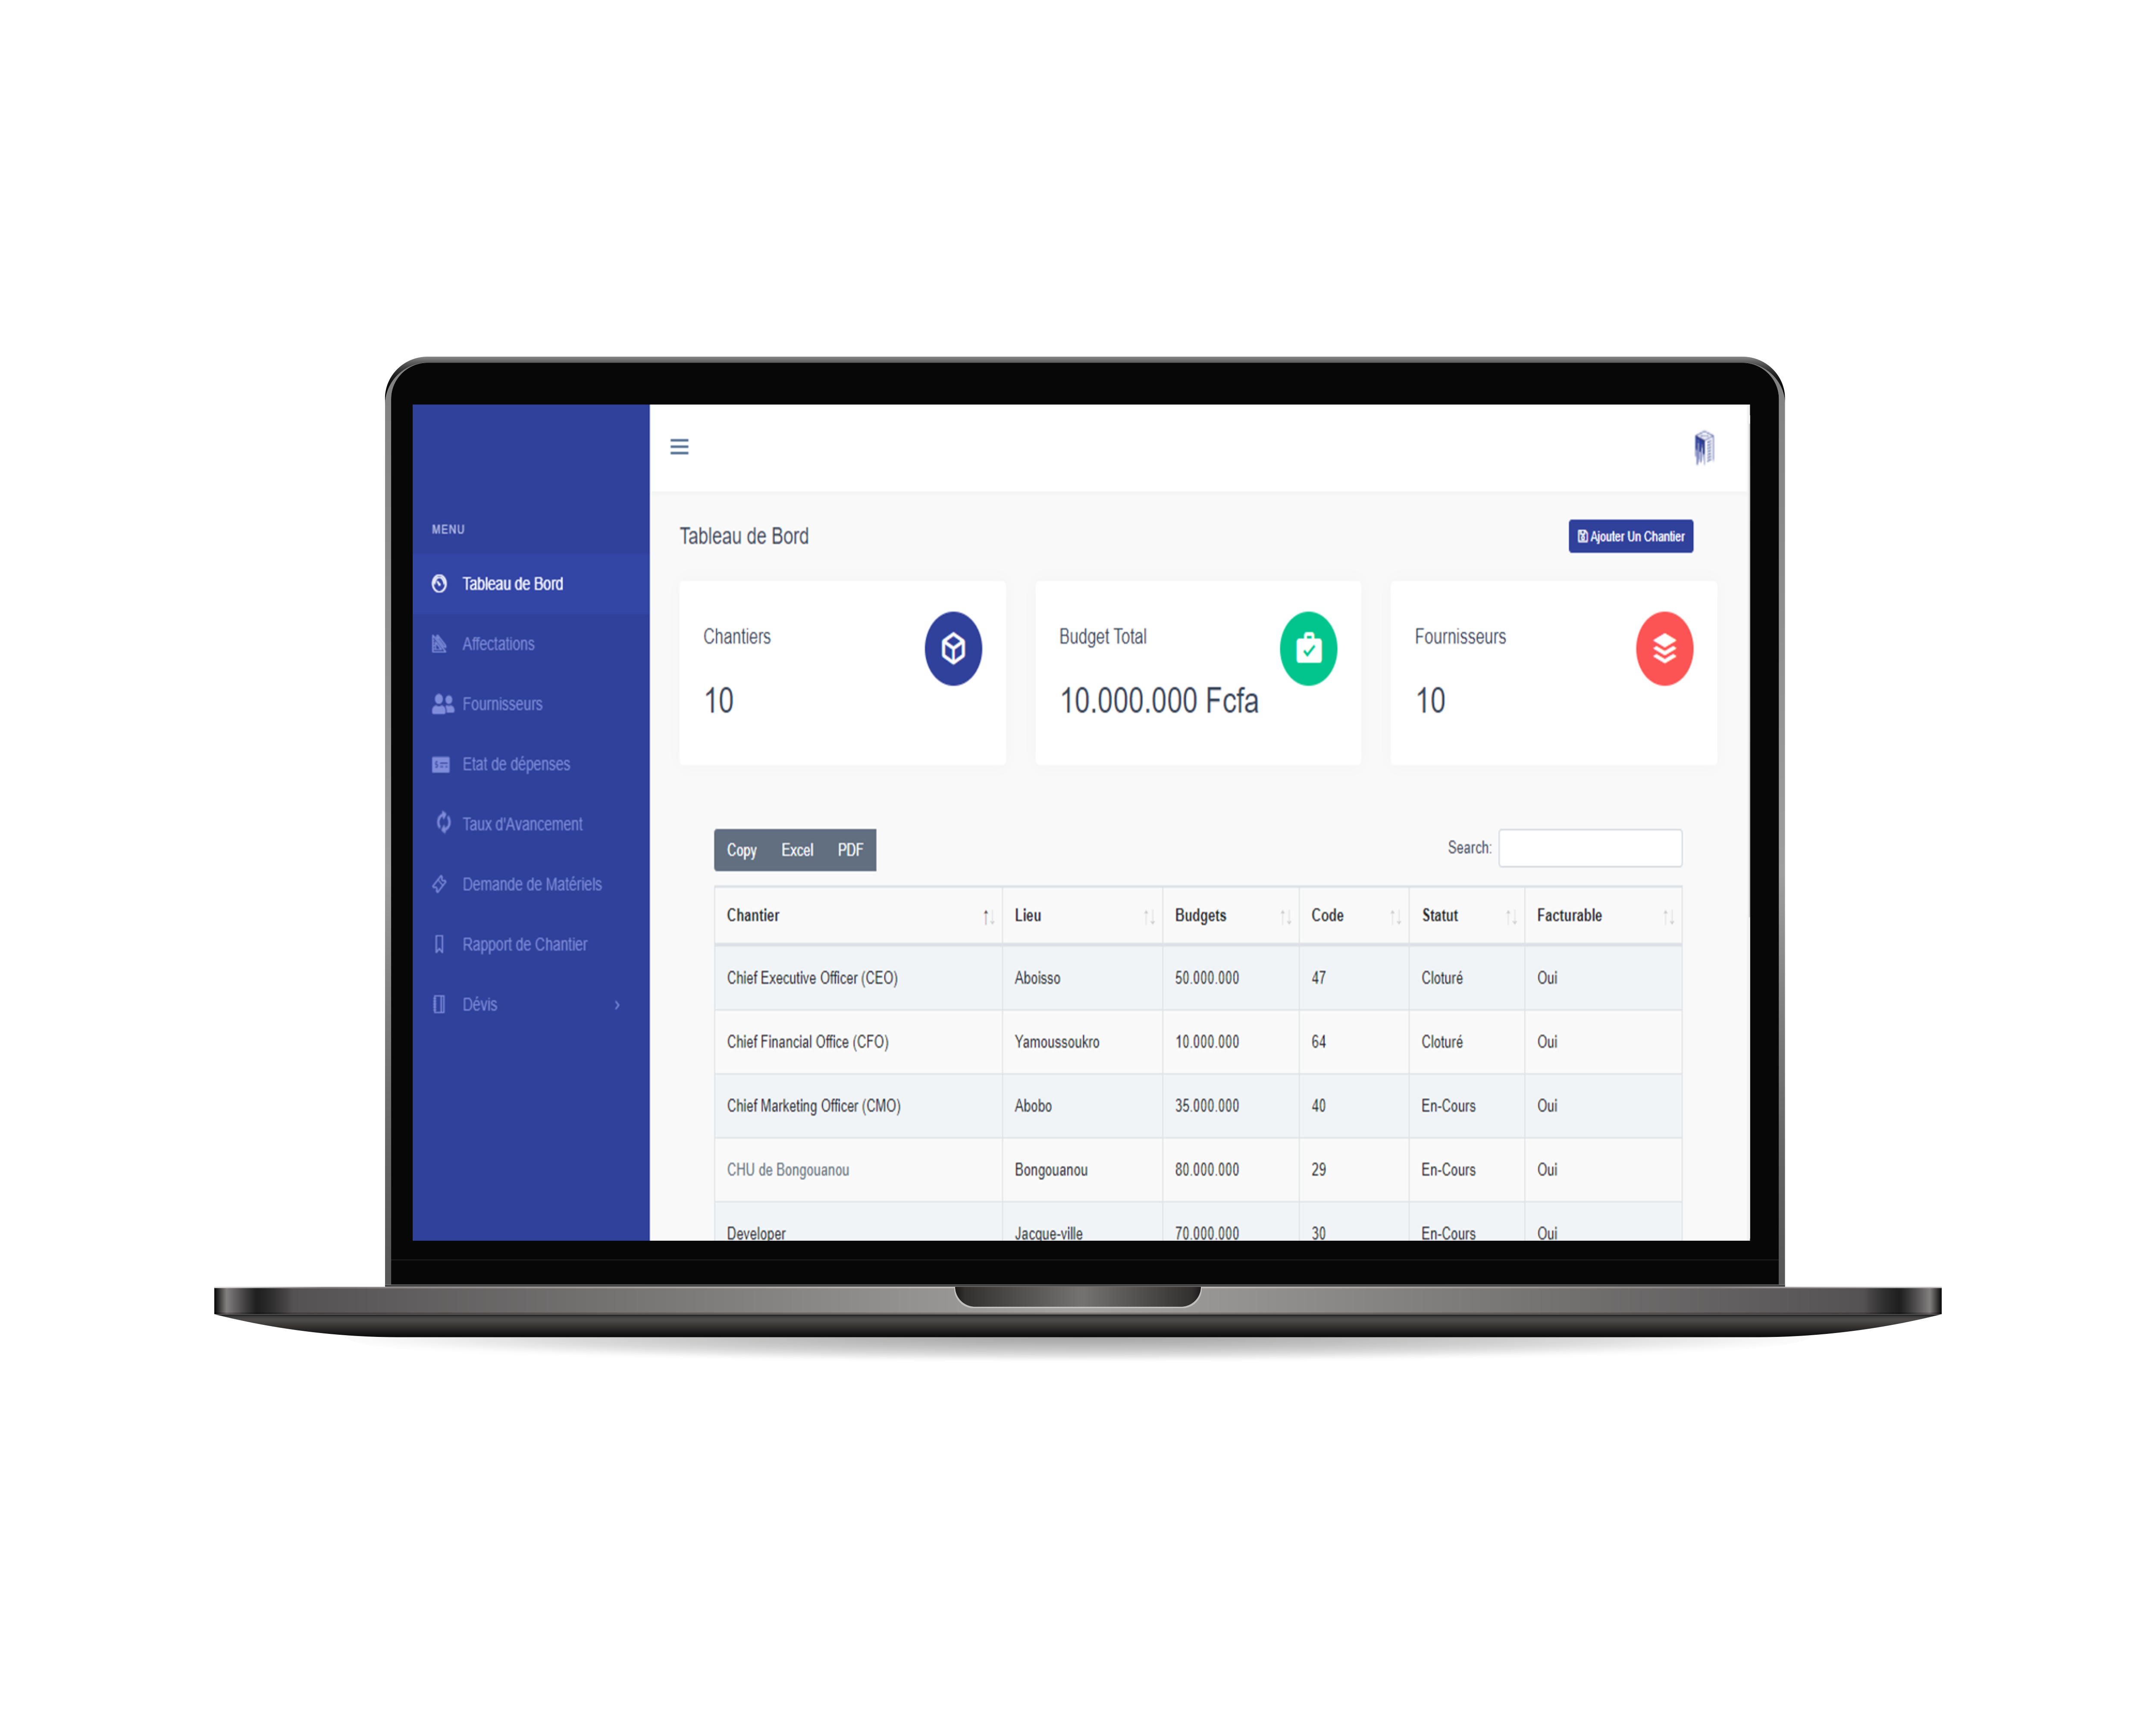 MENU
Tableau de Bord
Affectations
Fournisseurs
Etat de dépenses
Taux d'Avancement
Demande de Matériels
Rapport de Chantier
Dévis
Tableau de Bord
Ajouter Un Chantier
Chantiers
10
Budget Total
10.000.000 Fcfa
Fournisseurs
10
Copy Excel PDF
Search:
Chantier Lieu Budgets Code Statut Facturable
Chief Executive Officer (CEO) Aboisso 50.000.000 47 Cloturé Oui
Chief Financial Office (CFO) Yamoussoukro 10.000.000 64 Cloturé Oui
Chief Marketing Officer (CMO) Abobo 35.000.000 40 En-Cours Oui
CHU de Bongouanou Bongouanou 80.000.000 29 En-Cours Oui
Developer Jacque-ville 70.000.000 30 En-Cours Oui